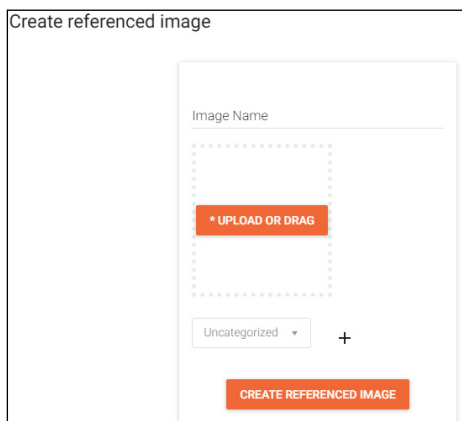 Create referenced image
Image Name
* UPLOAD OR DRAG
Uncategorized
CREATE REFERENCED IMAGE